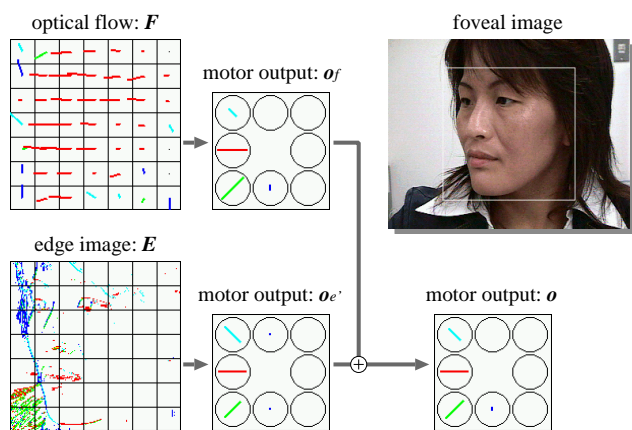 optical flow: F
foveal image
motor output: of
edge image: E
motor output: oe'
motor output: o